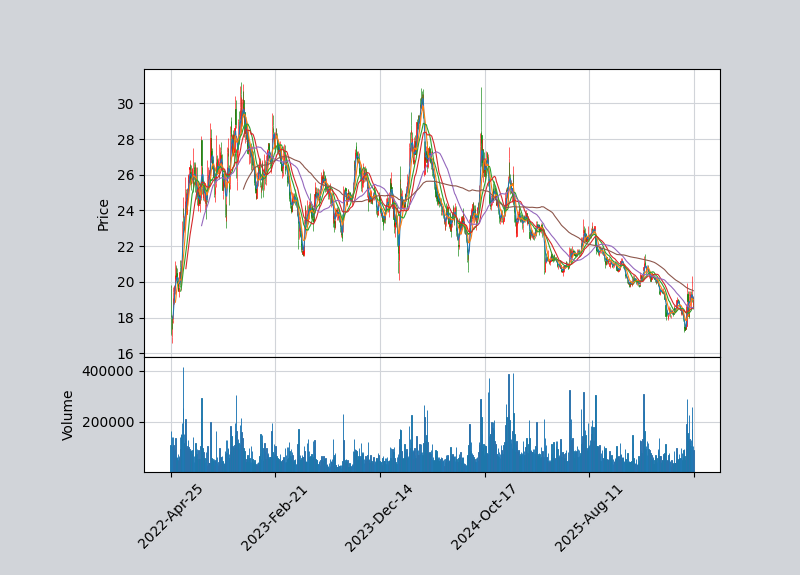 Price
30
28
26
24
22
20
18
16
Volume
400000
200000
2022-Apr-25
2023-Feb-21
2023-Dec-14
2024-Oct-17
2025-Aug-11